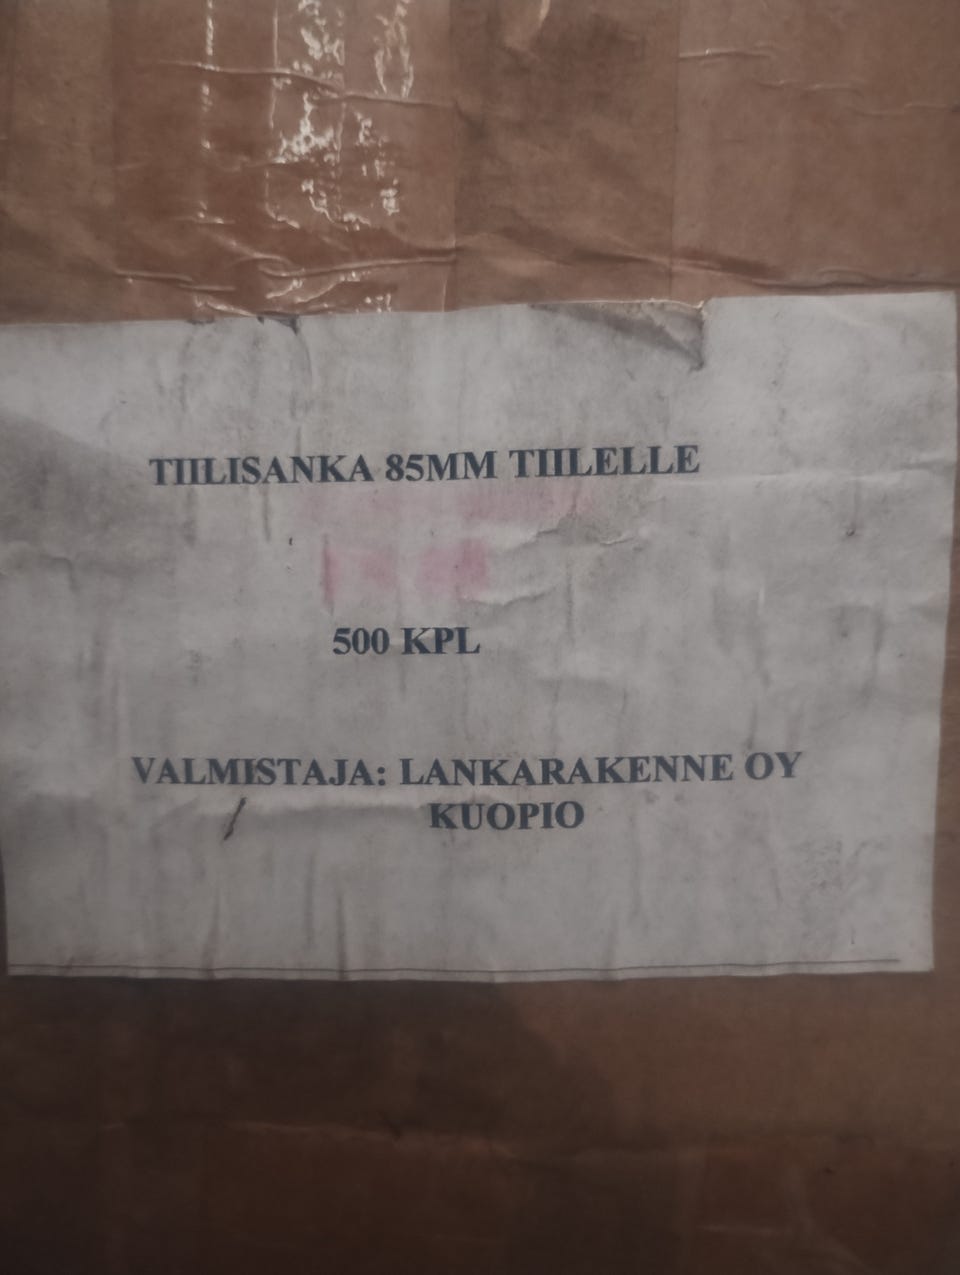 TIILISANKA 85MM TIILELLE
500 KPL
VALMISTAJA: LANKARAKENNE OY
KUOPIO